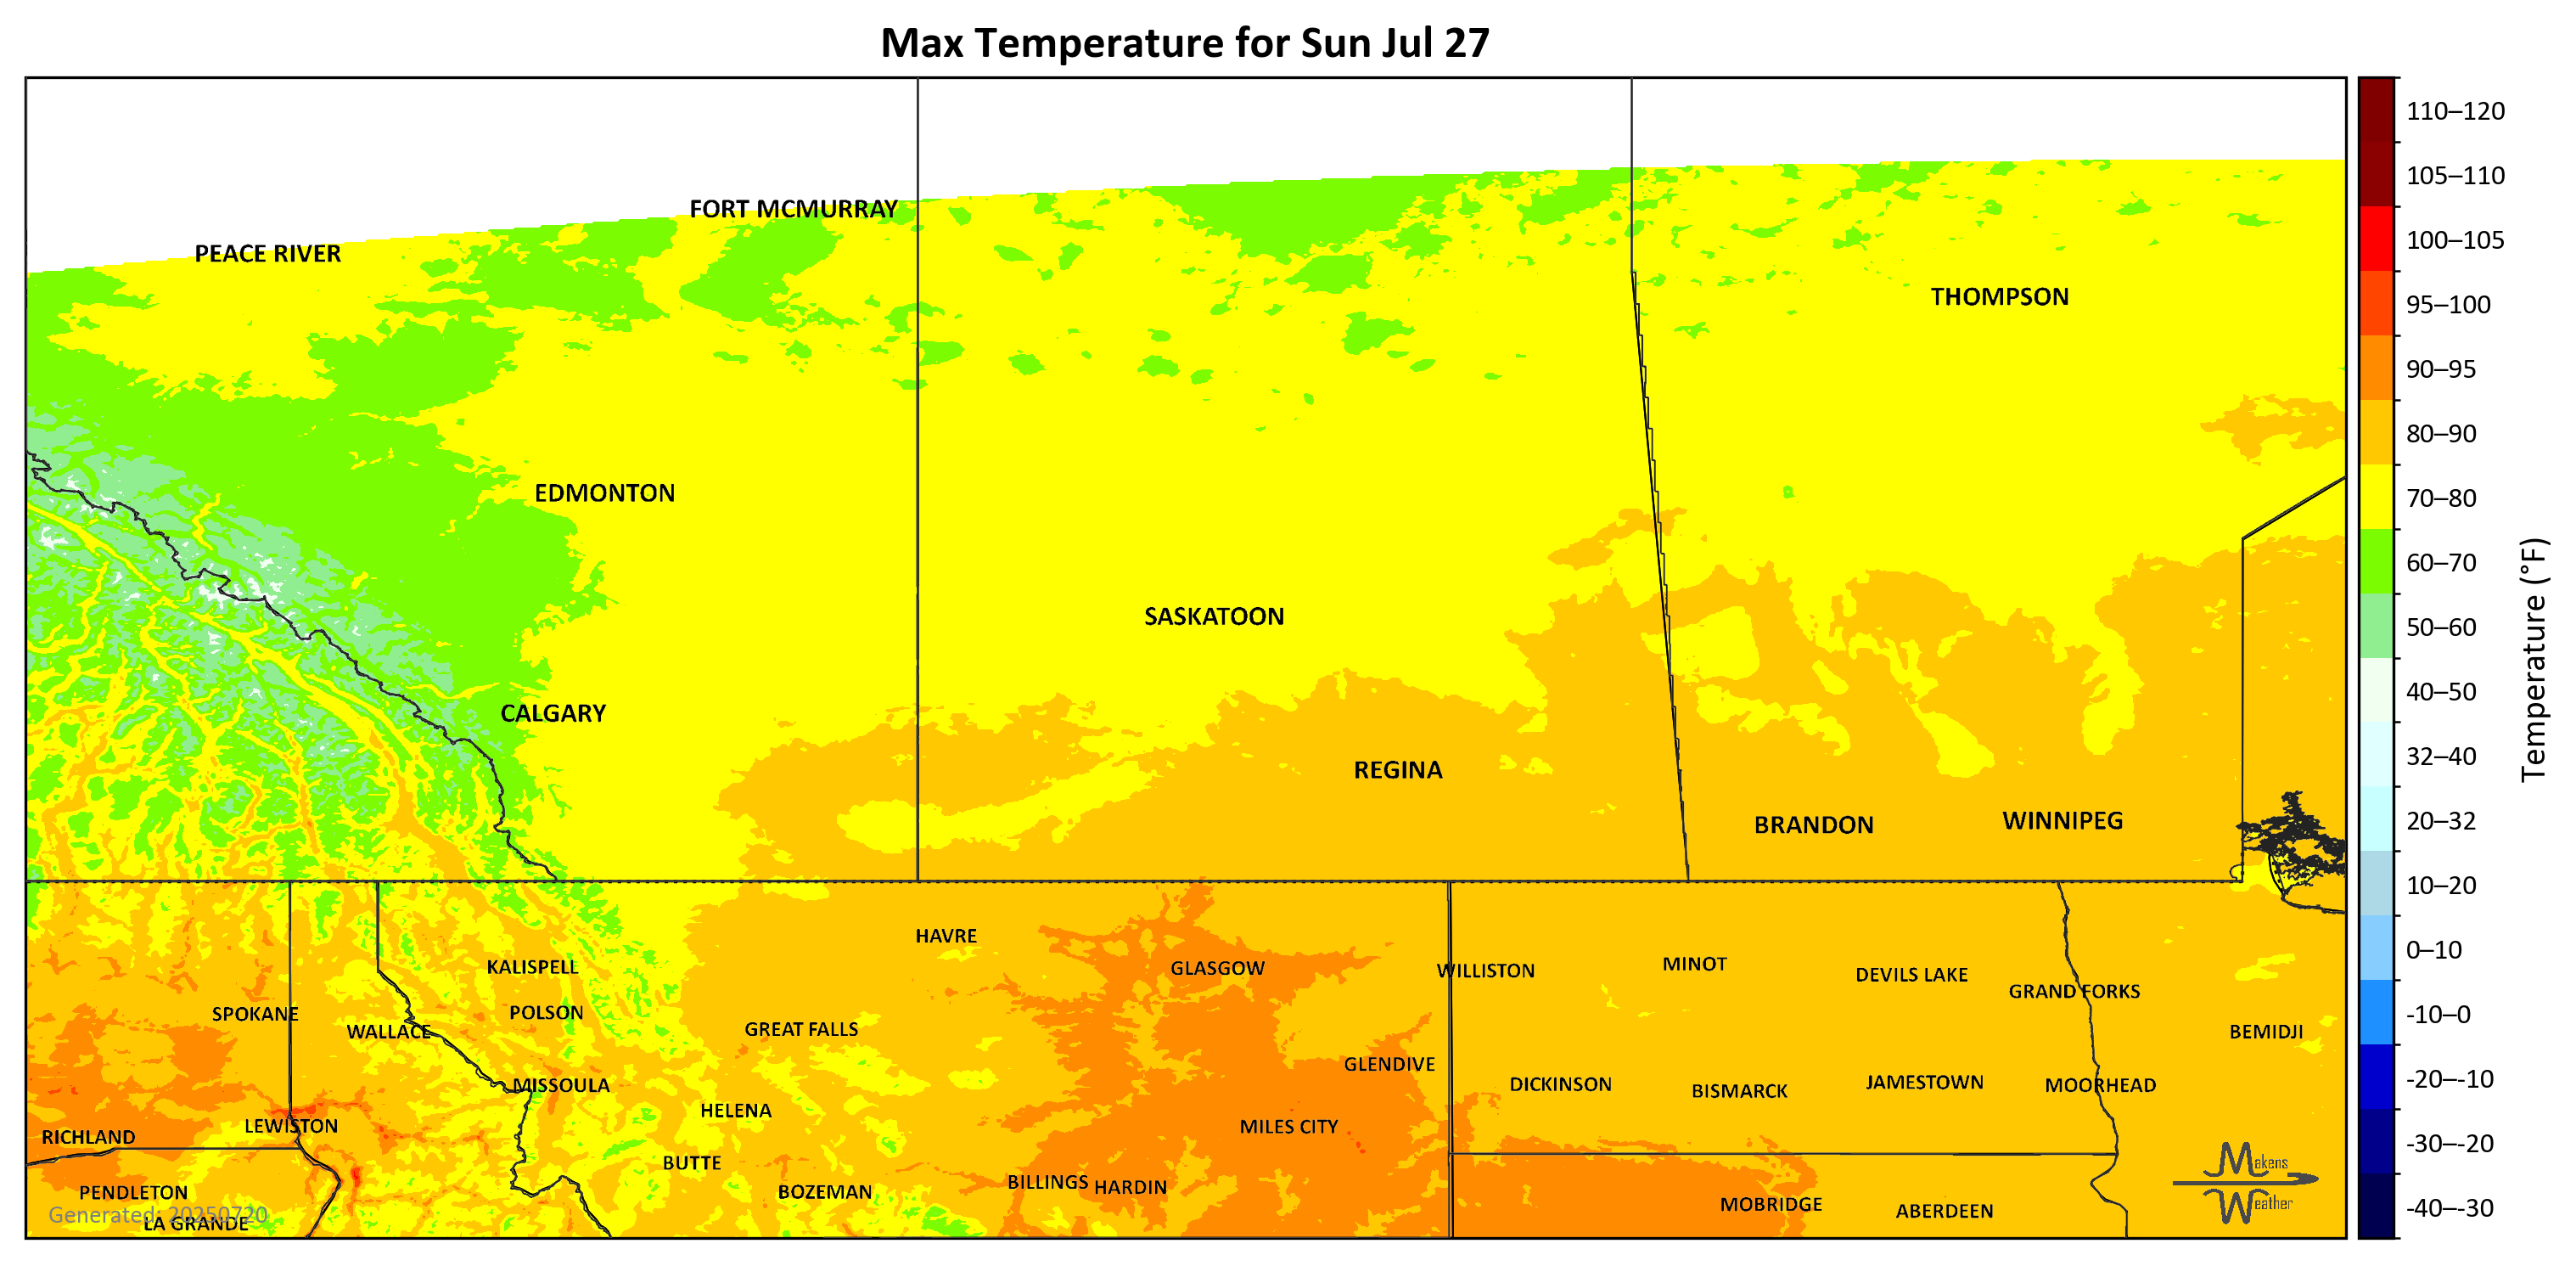 Max Temperature for Sun Jul 27
FORT MCMURRAY
PEACE RIVER
THOMPSON
EDMONTON
SASKATOON
CALGARY
REGINA
BRANDON
WINNIPEG
HAVRE
KALISPELL
GLASGOW
WILLISTON
MINOT
DEVILS LAKE
GRAND FORKS
SPOKANE
POLSON
WALLACE
GREAT FALLS
BEMIDJI
GLENDIVE
MISSOULA
DICKINSON
BISMARCK
JAMESTOWN
MOORHEAD
HELENA
LEWISTON
MILES CITY
RICHLAND
BUTTE
BILLINGS
HARDIN
BOZEMAN
PENDLETON
MOBRIDGE
ABERDEEN
Generated: 20250720
LA GRANDE
Makens
Weather
110–120
105–110
100–105
95–100
90–95
80–90
70–80
60–70
50–60
40–50
32–40
20–32
10–20
0–10
-10–0
-20–-10
-30–-20
-40–-30
Temperature (°F)